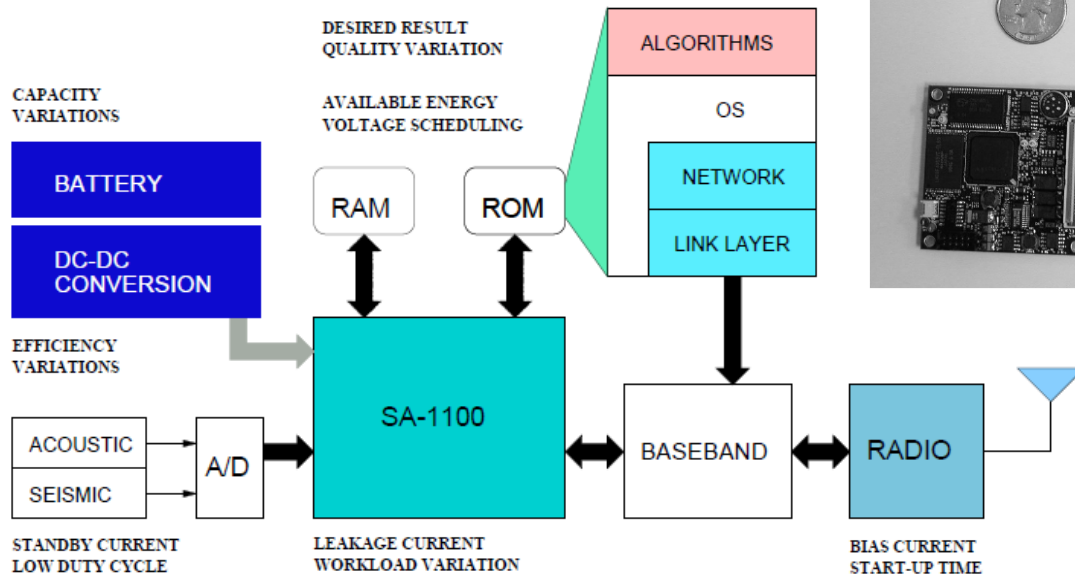 DESIRED RESULT
QUALITY VARIATION
ALGORITHMS
CAPACITY
VARIATIONS
AVAILABLE ENERGY
VOLTAGE SCHEDULING
OS
BATTERY
RAM
ROM
NETWORK
LINK LAYER
DC-DC
CONVERSION
EFFICIENCY
VARIATIONS
SA-1100
ACOUSTIC
SEISMIC
A/D
BASEBAND
RADIO
STANDBY CURRENT
LOW DUTY CYCLE
LEAKAGE CURRENT
WORKLOAD VARIATION
BIAS CURRENT
START-UP TIME